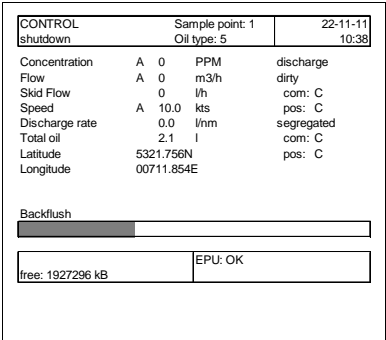 CONTROL Sample point: 1 22-11-11
shutdown Oil type: 5 10:38
Concentration A 0 PPM discharge
Flow A 0 m3/h dirty
Skid Flow 0 l/h com: C
Speed A 10.0 kts pos: C
Discharge rate 0.0 l/nm segregated
Total oil 2.1 l com: C
Latitude 5321.756N pos: C
Longitude 00711.854E
Backflush
EPU: OK
free: 1927296 kB